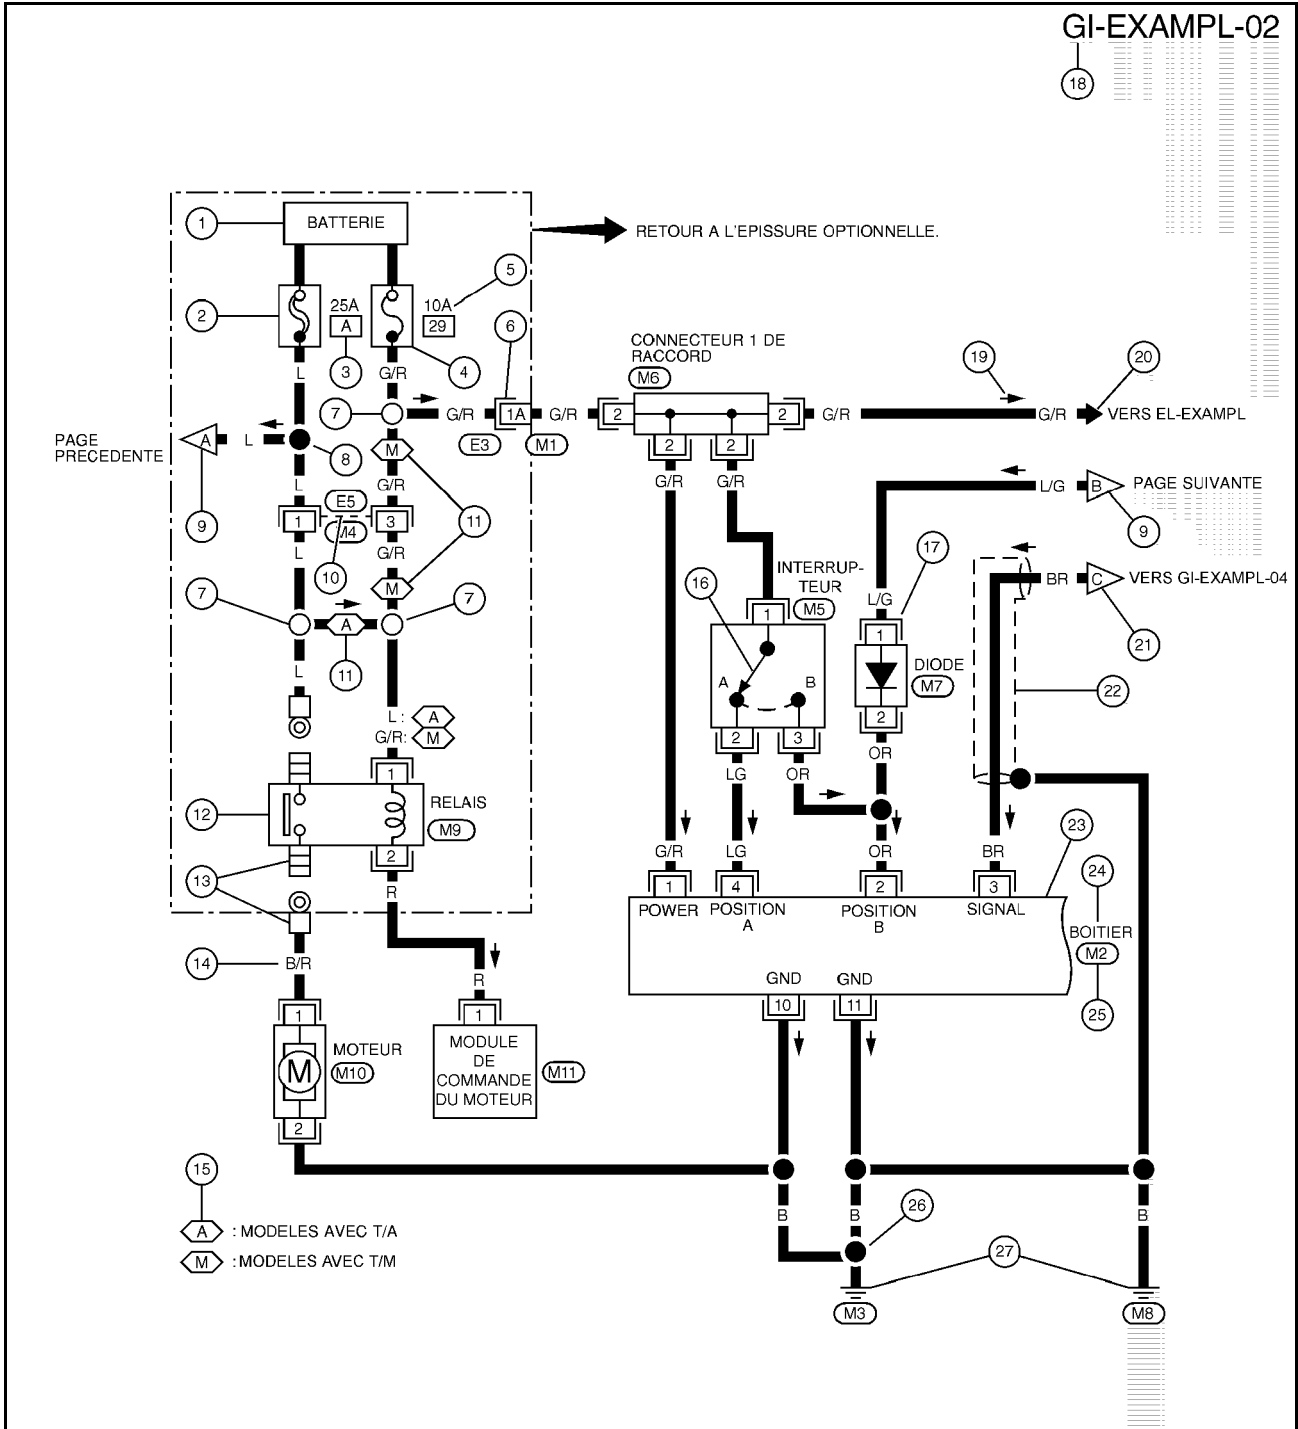 GI-EXAMPL-02
18
1
BATTERIE
RETOUR A L'EPISSURE OPTIONNELLE.
5
2
25A
A
10A
29
6
3
4
CONNECTEUR 1 DE
RACCORD
M6
19
20
L
G/R
7
G/R
1A
G/R
2
2
G/R
G/R
VERS EL-EXAMPL
E3
M1
PAGE
PRECEDENTE
A
L
8
M
2
2
9
L
G/R
G/R
G/R
L/G
B
PAGE SUIVANTE
9
E5
1
3
M4
11
L
G/R
10
17
BR
C
VERS GI-EXAMPL-04
21
16
INTERRUP-
TEUR
M5
M
7
7
A
11
1
L/G
1
L
A
B
DIODE
M7
22
L :
A
G/R:
M
2
3
2
LG
OR
OR
1
12
RELAIS
M9
2
23
G/R
LG
OR
BR
13
R
1
4
2
3
24
POWER
POSITION
A
POSITION
B
SIGNAL
BOITIER
M2
14
B/R
R
GND
GND
10
11
25
1
1
MOTEUR
M10
M
MODULE
DE
COMMANDE
DU MOTEUR
M11
2
15
B
B
26
B
A
: MODELES AVEC T/A
M
: MODELES AVEC T/M
27
M3
M8